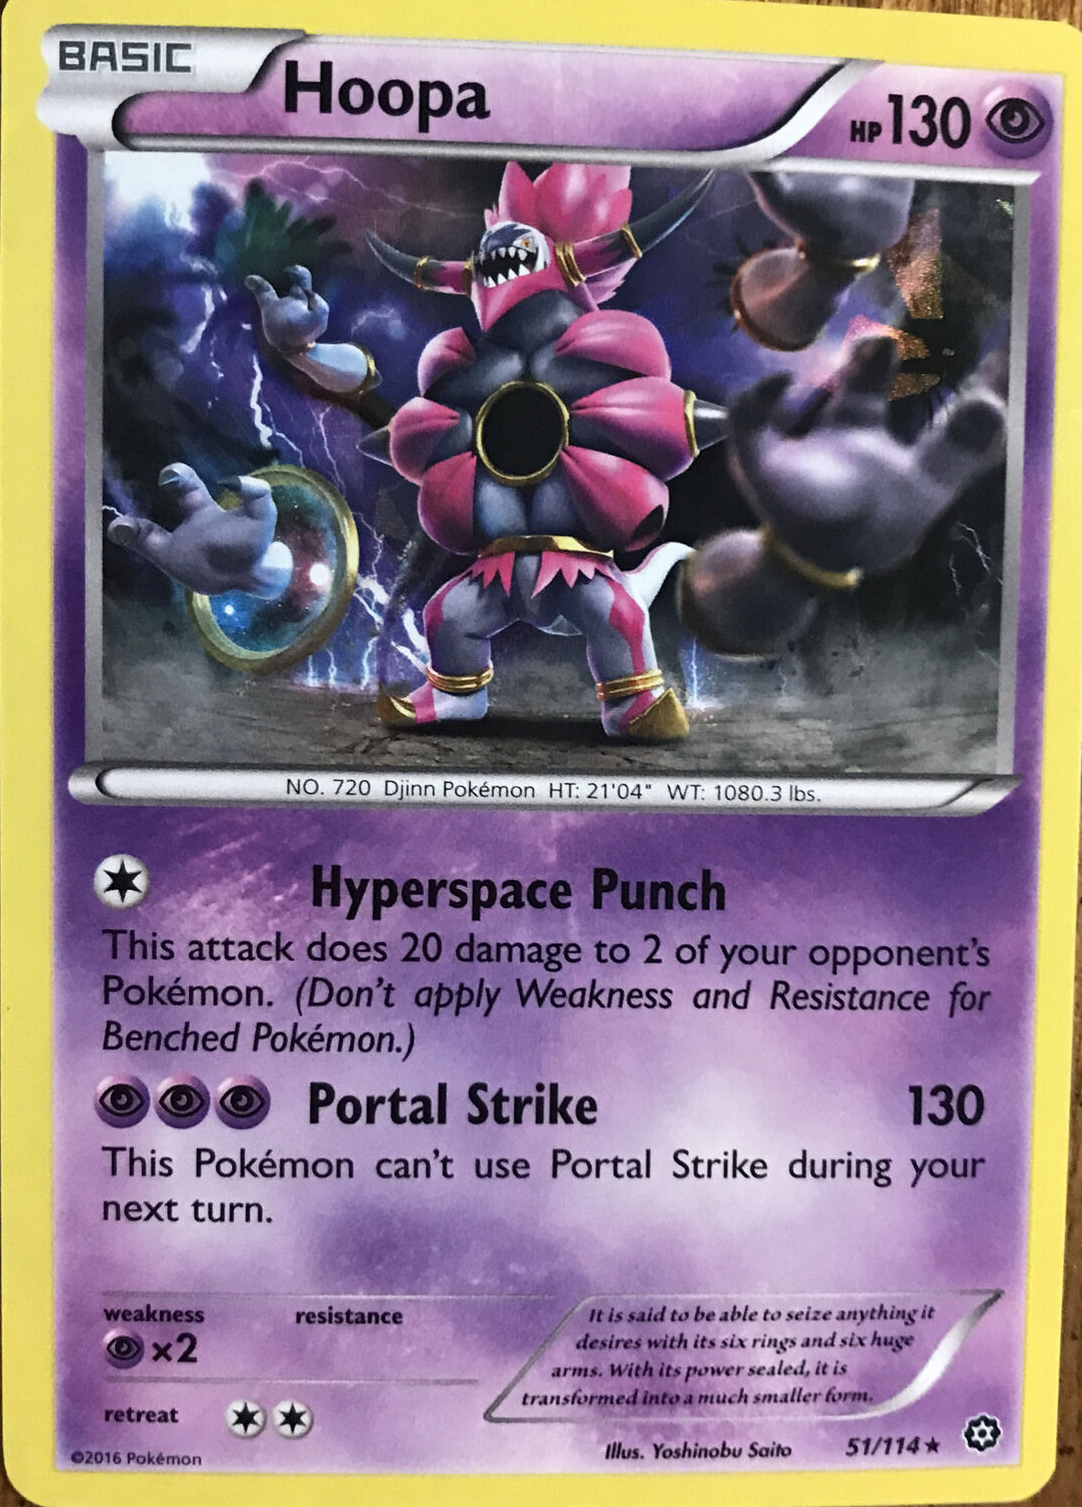 BASIC
Hoopa
HP 130
NO. 720 Djinn Pokémon HT: 21'04" WT: 1080.3 lbs.
Hyperspace Punch
This attack does 20 damage to 2 of your opponent's
Pokémon. (Don't apply Weakness and Resistance for
Benched Pokémon.)
Portal Strike 130
This Pokémon can't use Portal Strike during your
next turn.
weakness resistance
×2
It is said to be able to seize anything it
desires with its six rings and six huge
arms. With its power sealed, it is
transformed into a much smaller form.
retreat
©2016 Pokémon
Illus. Yoshinobu Saito
51/114★